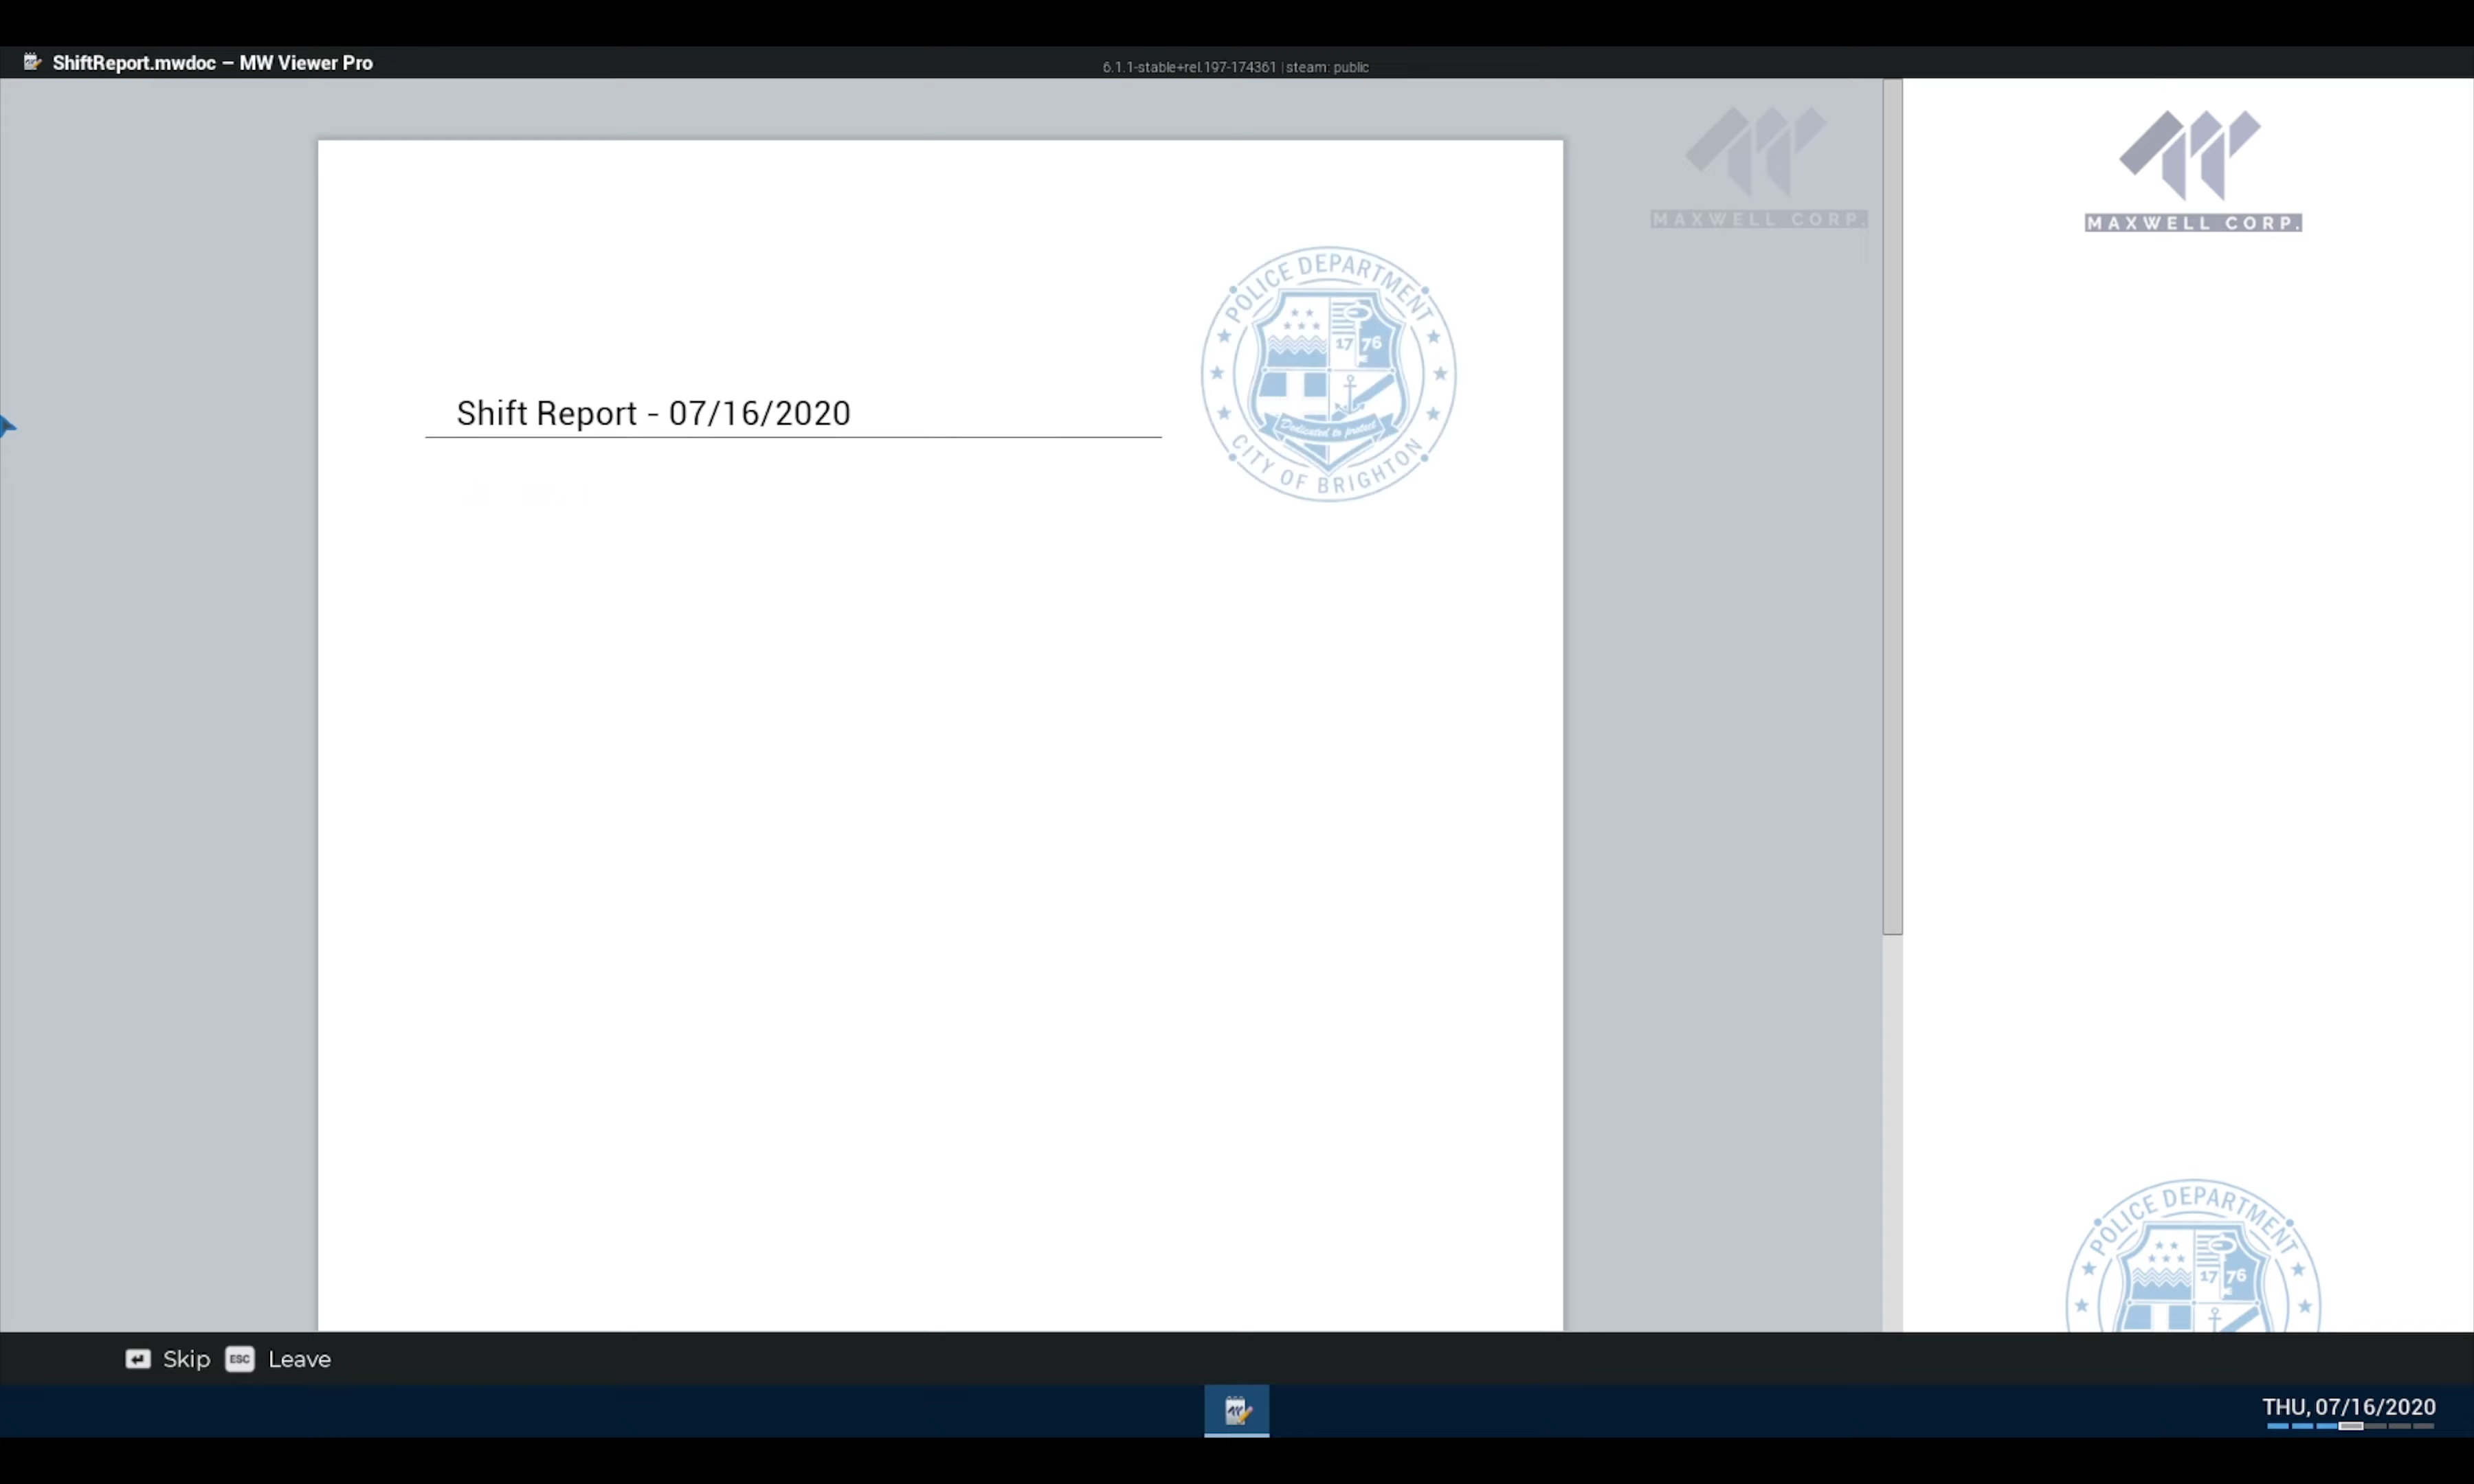 ShiftReport.mwdoc – MW Viewer Pro
6.1.1-stable+rel.197-174361 | steam: public
MAXWELL CORP.
MAXWELL CORP.
POLICE DEPARTMENT
17 76
Dedicated to protect
CITY OF BRIGHTON
Shift Report - 07/16/2020
POLICE DEPARTMENT
17 76
ESC
Skip Leave
THU, 07/16/2020